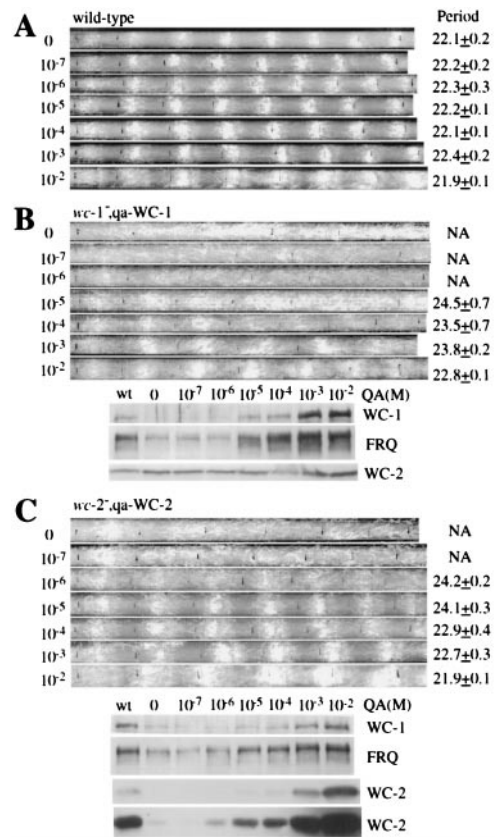 A wild-type Period
0 22.1±0.2
10⁻⁷ 22.2±0.2
10⁻⁶ 22.3±0.3
10⁻⁵ 22.2±0.1
10⁻⁴ 22.1±0.1
10⁻³ 22.4±0.2
10⁻² 21.9±0.1
B wc-1⁻,qa-WC-1
0 NA
10⁻⁷ NA
10⁻⁶ NA
10⁻⁵ 24.5±0.7
10⁻⁴ 23.5±0.7
10⁻³ 23.8±0.2
10⁻² 22.8±0.1
wt 0 10⁻⁷ 10⁻⁶ 10⁻⁵ 10⁻⁴ 10⁻³ 10⁻² QA(M)
WC-1
FRQ
WC-2
C wc-2⁻,qa-WC-2
0 NA
10⁻⁷ NA
10⁻⁶ 24.2±0.2
10⁻⁵ 24.1±0.3
10⁻⁴ 22.9±0.4
10⁻³ 22.7±0.3
10⁻² 21.9±0.1
wt 0 10⁻⁷ 10⁻⁶ 10⁻⁵ 10⁻⁴ 10⁻³ 10⁻² QA(M)
WC-1
FRQ
WC-2
WC-2